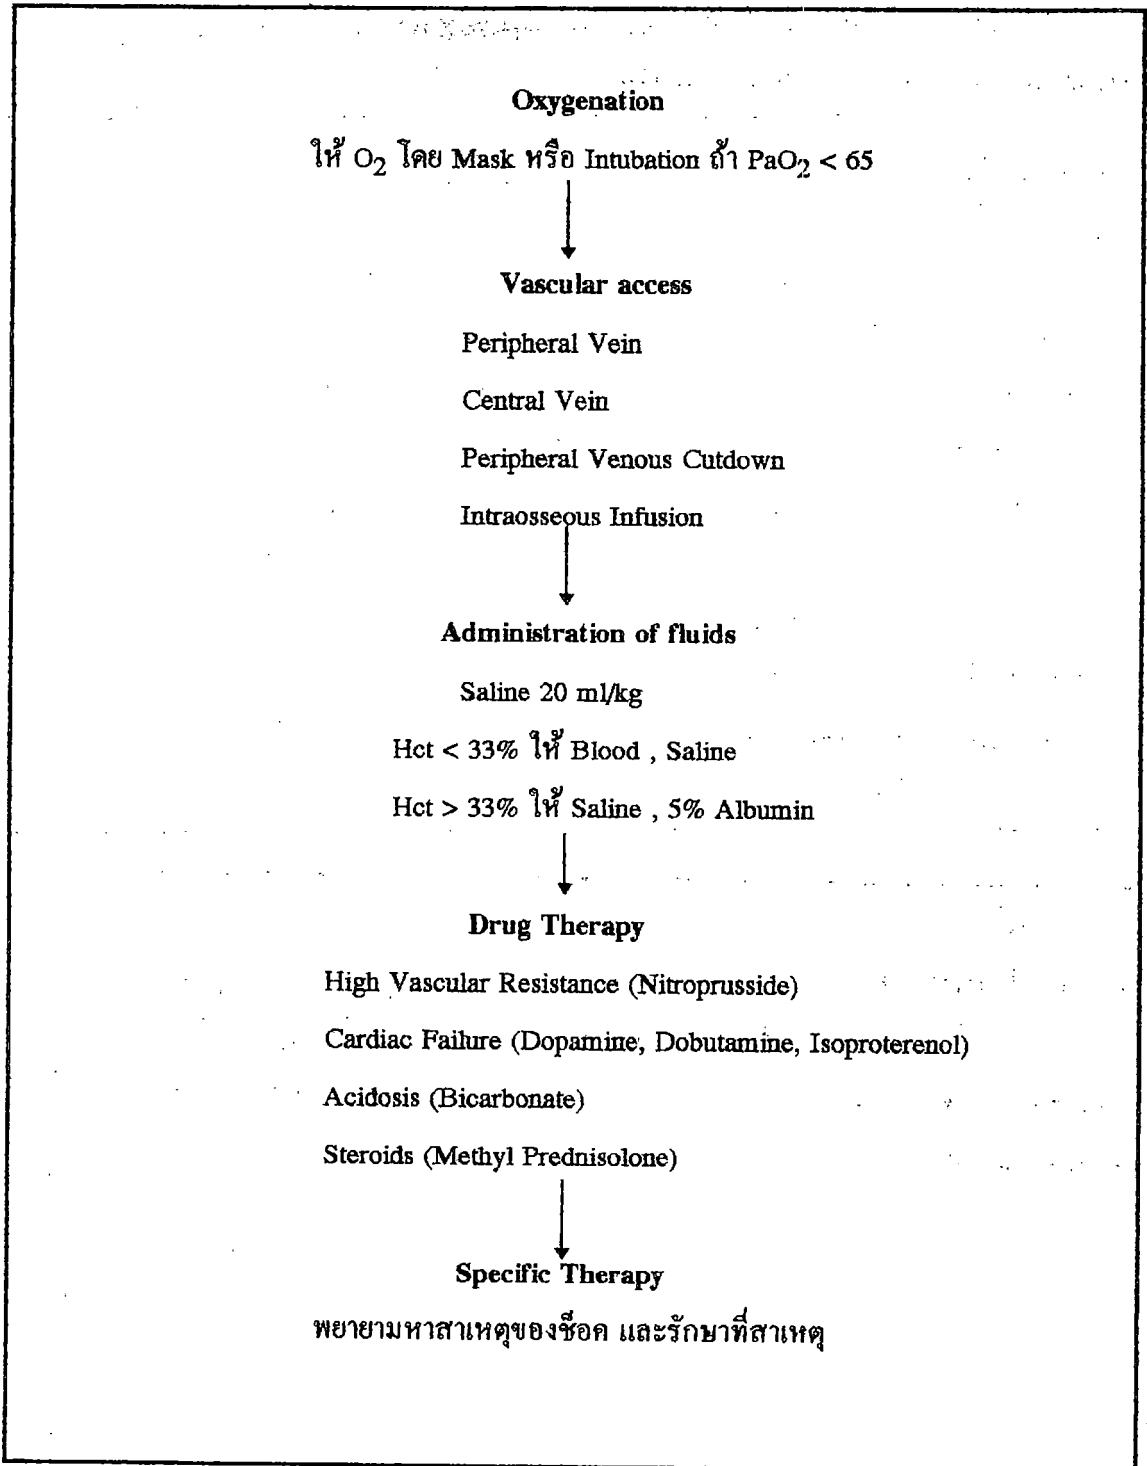 Oxygenation
ให้ O₂ โดย Mask หรือ Intubation ถ้า PaO₂ < 65
Vascular access
Peripheral Vein
Central Vein
Peripheral Venous Cutdown
Intraosseous Infusion
Administration of fluids
Saline 20 ml/kg
Hct < 33% ให้ Blood , Saline
Hct > 33% ให้ Saline , 5% Albumin
Drug Therapy
High Vascular Resistance (Nitroprusside)
Cardiac Failure (Dopamine, Dobutamine, Isoproterenol)
Acidosis (Bicarbonate)
Steroids (Methyl Prednisolone)
Specific Therapy
พยายามหาสาเหตุของช็อค และรักษาที่สาเหตุ